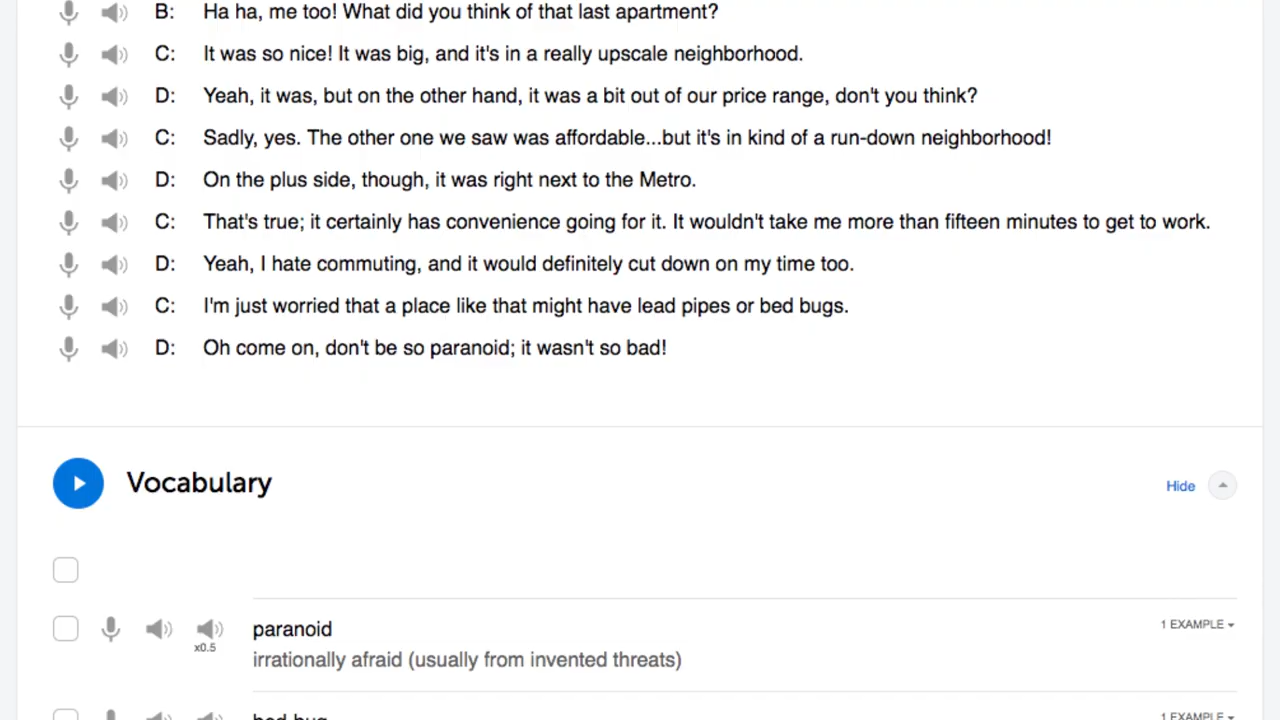 B: Ha ha, me too! What did you think of that last apartment?
C: It was so nice! It was big, and it's in a really upscale neighborhood.
D: Yeah, it was, but on the other hand, it was a bit out of our price range, don't you think?
C: Sadly, yes. The other one we saw was affordable...but it's in kind of a run-down neighborhood!
D: On the plus side, though, it was right next to the Metro.
C: That's true; it certainly has convenience going for it. It wouldn't take me more than fifteen minutes to get to work.
D: Yeah, I hate commuting, and it would definitely cut down on my time too.
C: I'm just worried that a place like that might have lead pipes or bed bugs.
D: Oh come on, don't be so paranoid; it wasn't so bad!
Vocabulary Hide
paranoid 1 EXAMPLE
x0.5
irrationally afraid (usually from invented threats)
bed bug 1 EXAMPLE